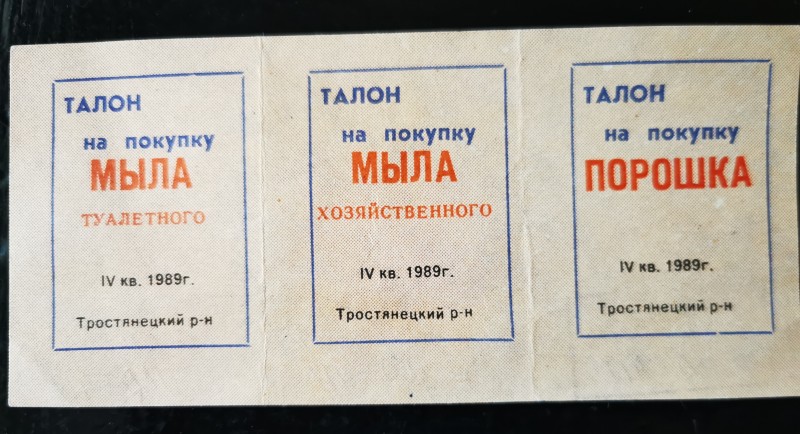 ТАЛОН
на покупку
МЫЛА
ТУАЛЕТНОГО
IV кв. 1989г.
Тростянецкий р-н
ТАЛОН
на покупку
МЫЛА
ХОЗЯЙСТВЕННОГО
IV кв. 1989г.
Тростянецкий р-н
ТАЛОН
на покупку
ПОРОШКА
IV кв. 1989г.
Тростянецкий р-н